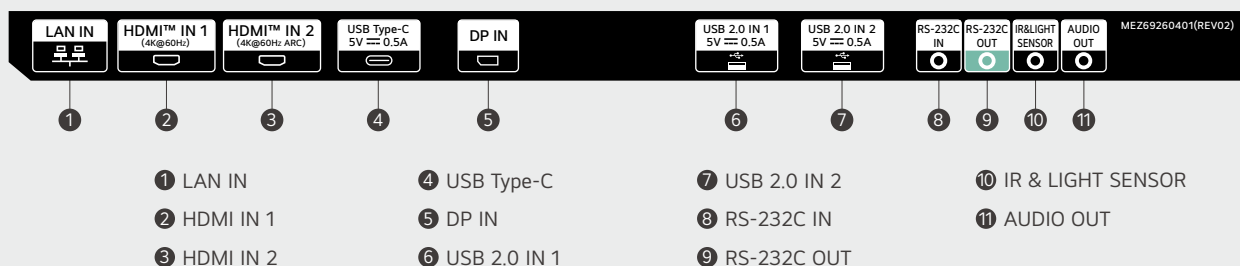 LAN IN
HDMI™ IN 1
(4K@60Hz)
HDMI™ IN 2
(4K@60Hz ARC)
USB Type-C
5V ⎓ 0.5A
DP IN
USB 2.0 IN 1
5V ⎓ 0.5A
USB 2.0 IN 2
5V ⎓ 0.5A
RS-232C
IN
RS-232C
OUT
IR&LIGHT
SENSOR
AUDIO
OUT
MEZ69260401(REV02)
1 2 3 4 5 6 7 8 9 10 11
1 LAN IN
2 HDMI IN 1
3 HDMI IN 2
4 USB Type-C
5 DP IN
6 USB 2.0 IN 1
7 USB 2.0 IN 2
8 RS-232C IN
9 RS-232C OUT
10 IR & LIGHT SENSOR
11 AUDIO OUT